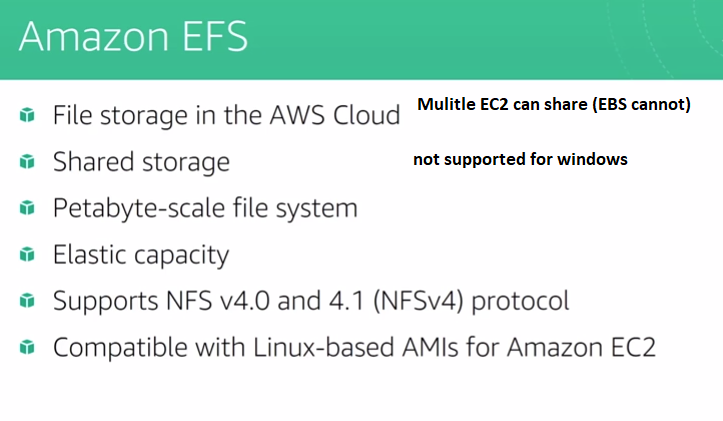 Amazon EFS
File storage in the AWS Cloud
Mulitle EC2 can share (EBS cannot)
Shared storage
not supported for windows
Petabyte-scale file system
Elastic capacity
Supports NFS v4.0 and 4.1 (NFSv4) protocol
Compatible with Linux-based AMIs for Amazon EC2